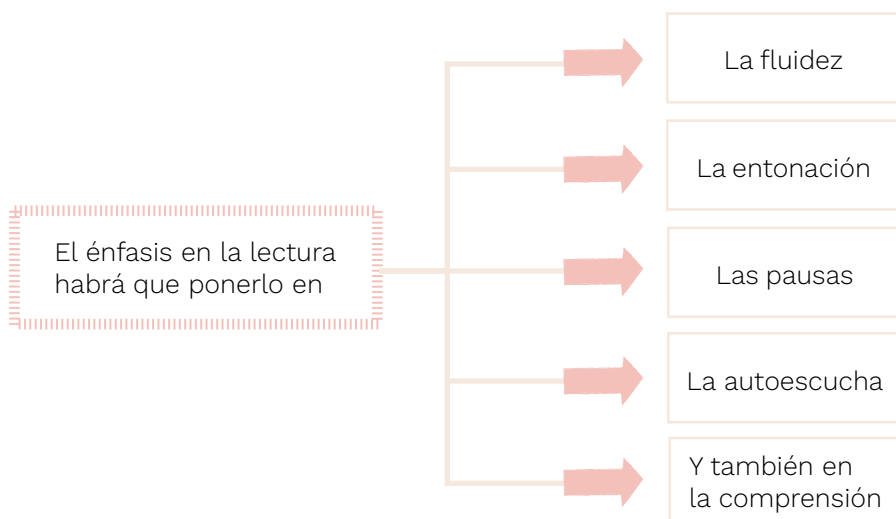 El énfasis en la lectura
habrá que ponerlo en
La fluidez
La entonación
Las pausas
La autoescucha
Y también en
la comprensión